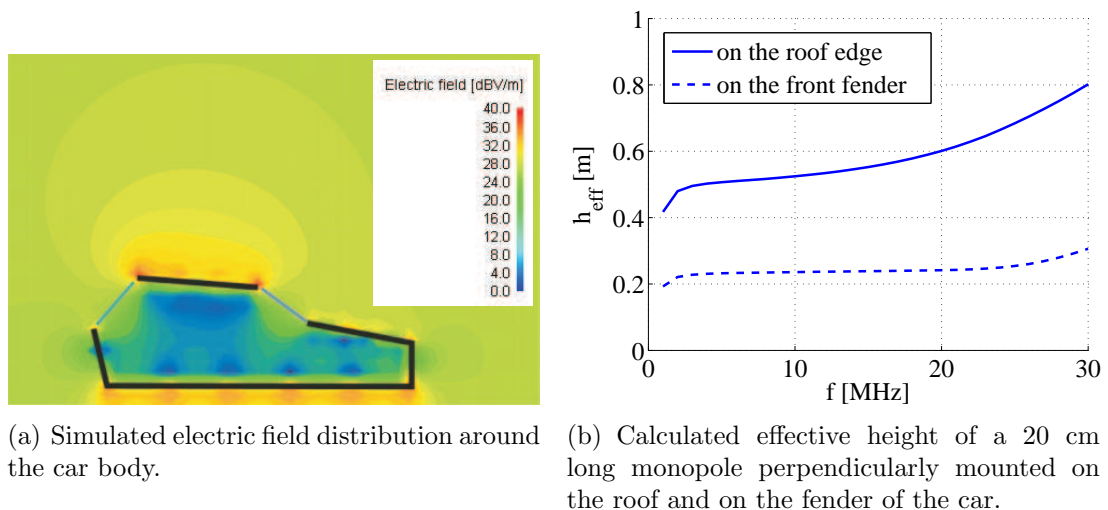 Electric field [dBV/m]
40.0
36.0
32.0
28.0
24.0
20.0
16.0
12.0
8.0
4.0
0.0
(a) Simulated electric field distribution around
the car body.
1
0.8
0.6
0.4
0.2
0
h_eff [m]
on the roof edge
on the front fender
0 10 20 30
f [MHz]
(b) Calculated effective height of a 20 cm
long monopole perpendicularly mounted on
the roof and on the fender of the car.